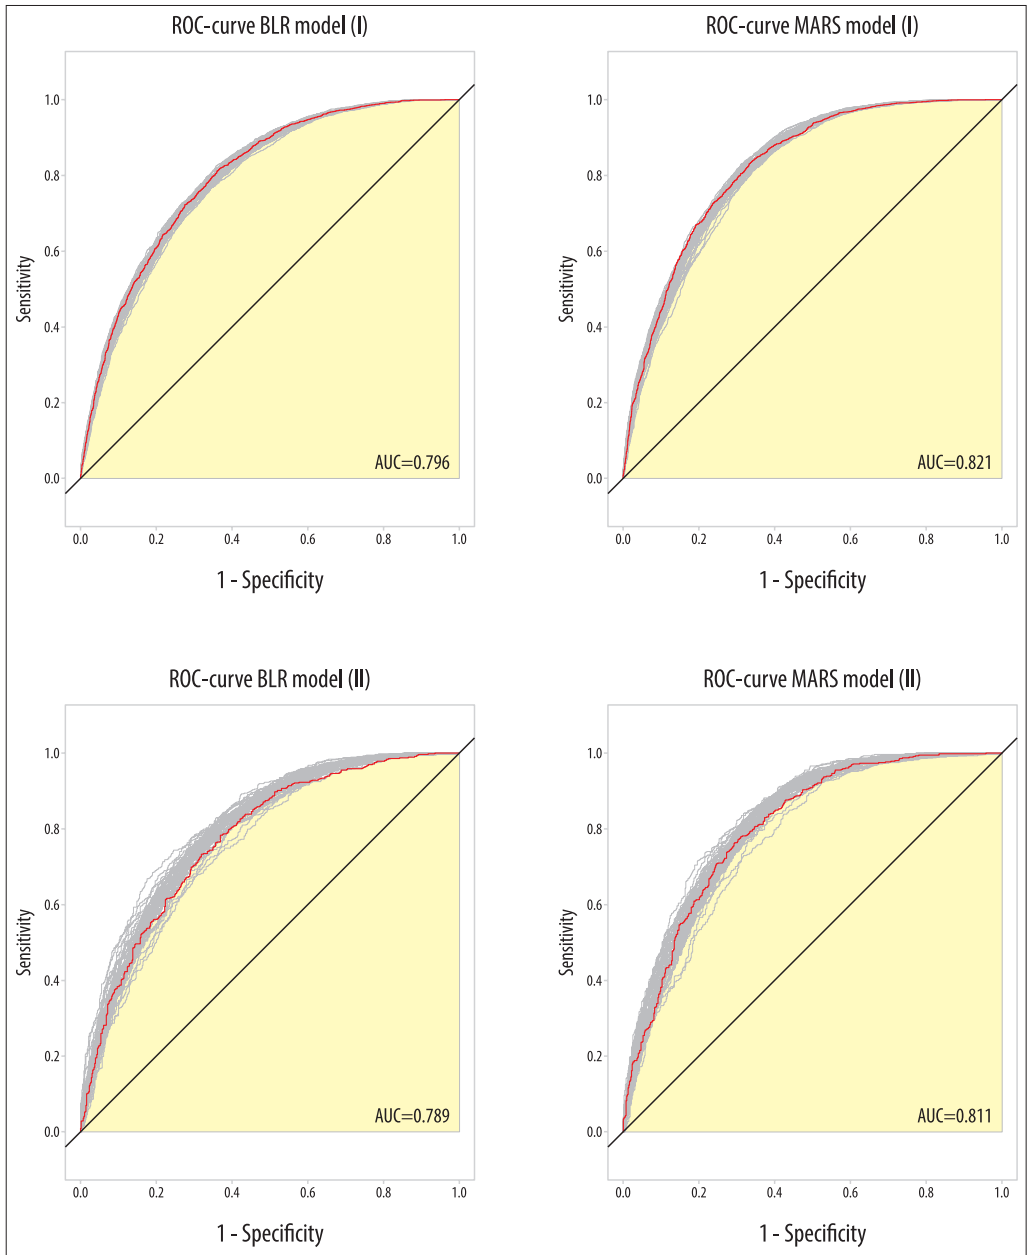 ROC-curve BLR model (I)
1.0
0.8
0.6
0.4
0.2
0.0
Sensitivity
AUC=0.796
0.0 0.2 0.4 0.6 0.8 1.0
1 - Specificity
ROC-curve MARS model (I)
1.0
0.8
0.6
0.4
0.2
0.0
Sensitivity
AUC=0.821
0.0 0.2 0.4 0.6 0.8 1.0
1 - Specificity
ROC-curve BLR model (II)
1.0
0.8
0.6
0.4
0.2
0.0
Sensitivity
AUC=0.789
0.0 0.2 0.4 0.6 0.8 1.0
1 - Specificity
ROC-curve MARS model (II)
1.0
0.8
0.6
0.4
0.2
0.0
Sensitivity
AUC=0.811
0.0 0.2 0.4 0.6 0.8 1.0
1 - Specificity